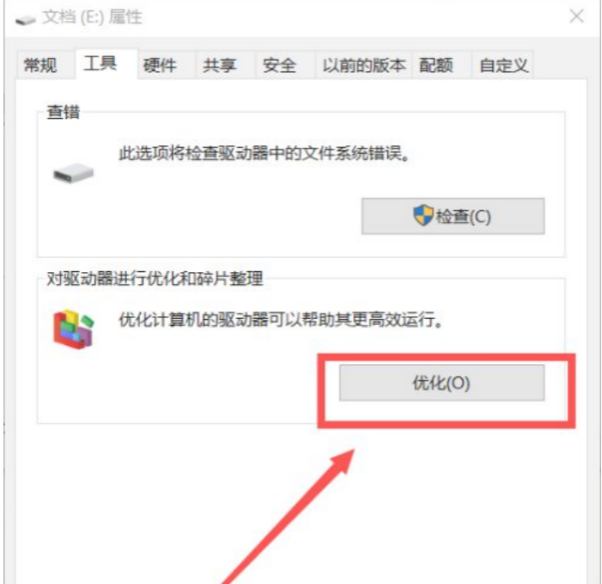 文档 (E:) 属性
常规 工具 硬件 共享 安全 以前的版本 配额 自定义
查错
此选项将检查驱动器中的文件系统错误。
检查(C)
对驱动器进行优化和碎片整理
优化计算机的驱动器可以帮助其更高效运行。
优化(O)